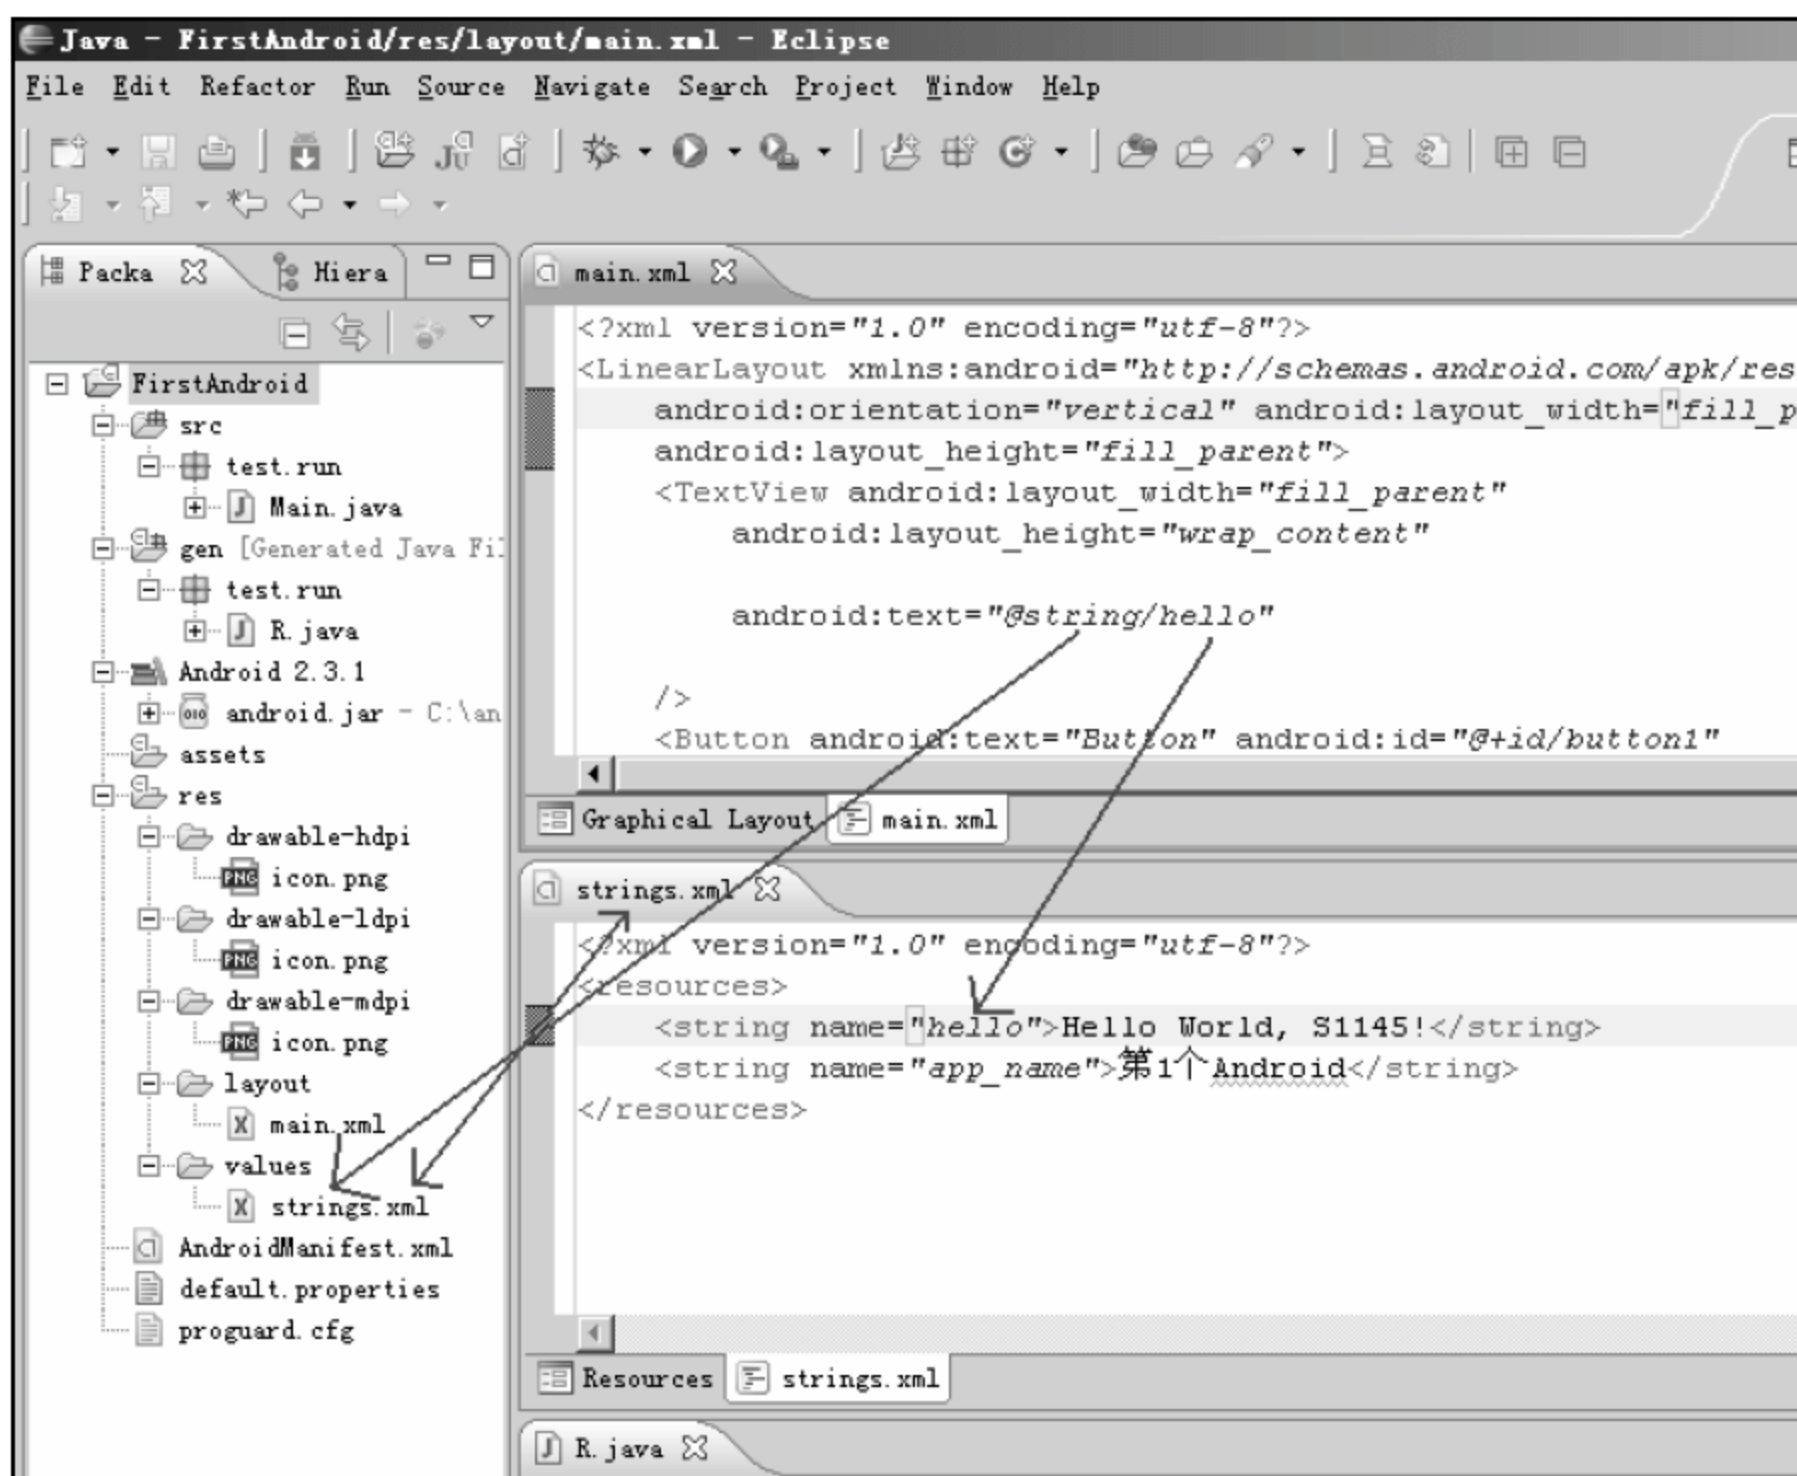 Java - FirstAndroid/res/layout/main.xml - Eclipse
File Edit Refactor Run Source Navigate Search Project Window Help
Packa Hiera
FirstAndroid
src
test.run
Main.java
gen [Generated Java Fil
test.run
R.java
Android 2.3.1
android.jar - C:\an
assets
res
drawable-hdpi
icon.png
drawable-ldpi
icon.png
drawable-mdpi
icon.png
layout
main.xml
values
strings.xml
AndroidManifest.xml
default.properties
proguard.cfg
main.xml
<?xml version="1.0" encoding="utf-8"?>
<LinearLayout xmlns:android="http://schemas.android.com/apk/res
android:orientation="vertical" android:layout_width="fill_p
android:layout_height="fill_parent">
<TextView android:layout_width="fill_parent"
android:layout_height="wrap_content"
android:text="@string/hello"
/>
<Button android:text="Button" android:id="@+id/button1"
Graphical Layout main.xml
strings.xml
<?xml version="1.0" encoding="utf-8"?>
<resources>
<string name="hello">Hello World, S1145!</string>
<string name="app_name">第1个Android</string>
</resources>
Resources strings.xml
R.java